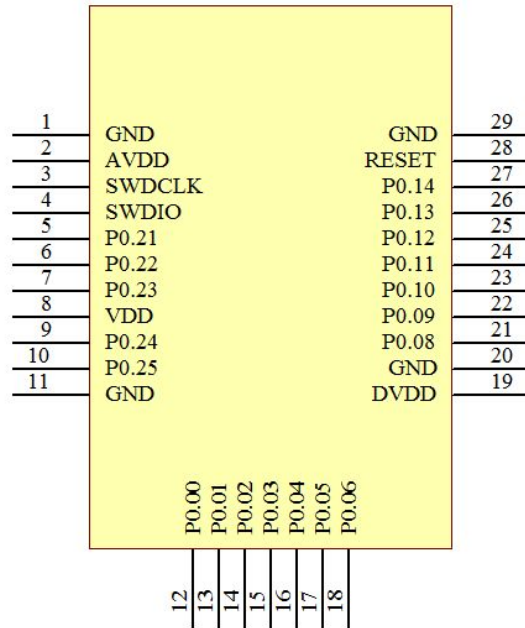 1 GND GND 29
2 AVDD RESET 28
3 SWDCLK P0.14 27
4 SWDIO P0.13 26
5 P0.21 P0.12 25
6 P0.22 P0.11 24
7 P0.23 P0.10 23
8 VDD P0.09 22
9 P0.24 P0.08 21
10 P0.25 GND 20
11 GND DVDD 19
P0.00
P0.01
P0.02
P0.03
P0.04
P0.05
P0.06
12
13
14
15
16
17
18